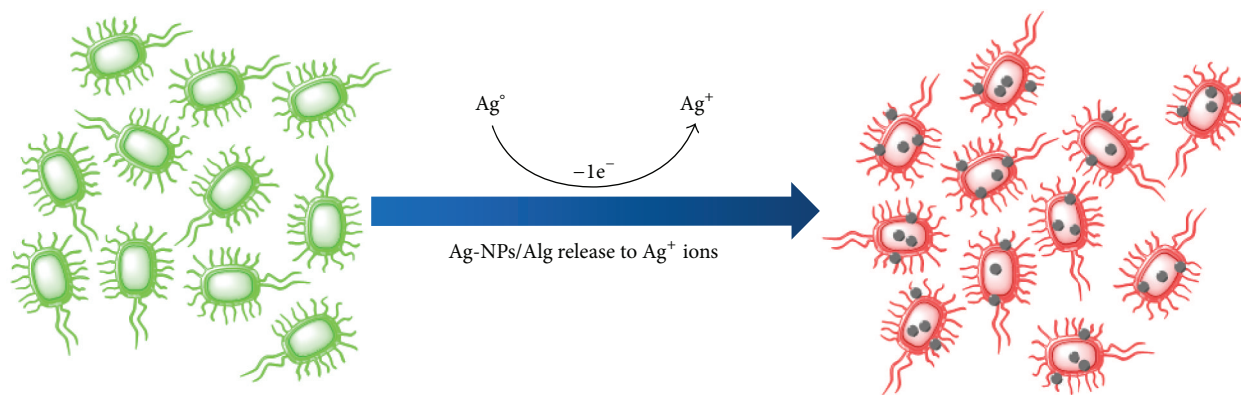 Ag° Ag⁺
−1e⁻
Ag-NPs/Alg release to Ag⁺ ions